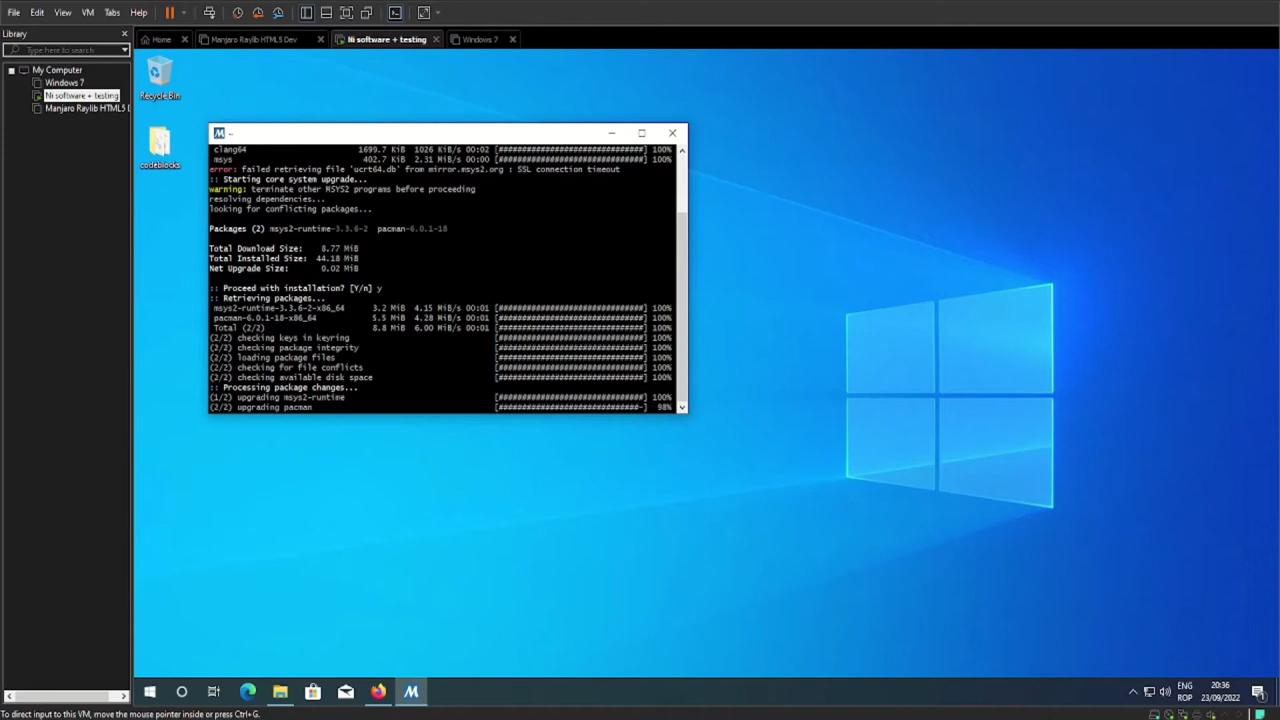 File Edit View VM Tabs Help
Library
Type here to search
My Computer
Windows 7
Ni software + testing
Manjaro Raylib HTML5 D
Home
Manjaro Raylib HTML5 Dev
Ni software + testing
Windows 7
Recycle Bin
codeblocks
M ~
clang64 1699.7 KiB 1026 KiB/s 00:02 [################################] 100%
msys 402.7 KiB 2.31 MiB/s 00:00 [################################] 100%
error: failed retrieving file 'ucrt64.db' from mirror.msys2.org : SSL connection timeout
:: Starting core system upgrade...
warning: terminate other MSYS2 programs before proceeding
resolving dependencies...
looking for conflicting packages...
Packages (2) msys2-runtime-3.3.6-2 pacman-6.0.1-18
Total Download Size: 8.77 MiB
Total Installed Size: 44.18 MiB
Net Upgrade Size: 0.02 MiB
:: Proceed with installation? [Y/n] y
:: Retrieving packages...
msys2-runtime-3.3.6-2-x86_64 3.2 MiB 4.15 MiB/s 00:01 [################################] 100%
pacman-6.0.1-18-x86_64 5.5 MiB 4.28 MiB/s 00:01 [################################] 100%
Total (2/2) 8.8 MiB 6.00 MiB/s 00:01 [################################] 100%
(2/2) checking keys in keyring [################################] 100%
(2/2) checking package integrity [################################] 100%
(2/2) loading package files [################################] 100%
(2/2) checking for file conflicts [################################] 100%
(2/2) checking available disk space [################################] 100%
:: Processing package changes...
(1/2) upgrading msys2-runtime [################################] 100%
(2/2) upgrading pacman [###############################-] 98%
M
ENG
ROP
20:36
23/09/2022
To direct input to this VM, move the mouse pointer inside or press Ctrl+G.